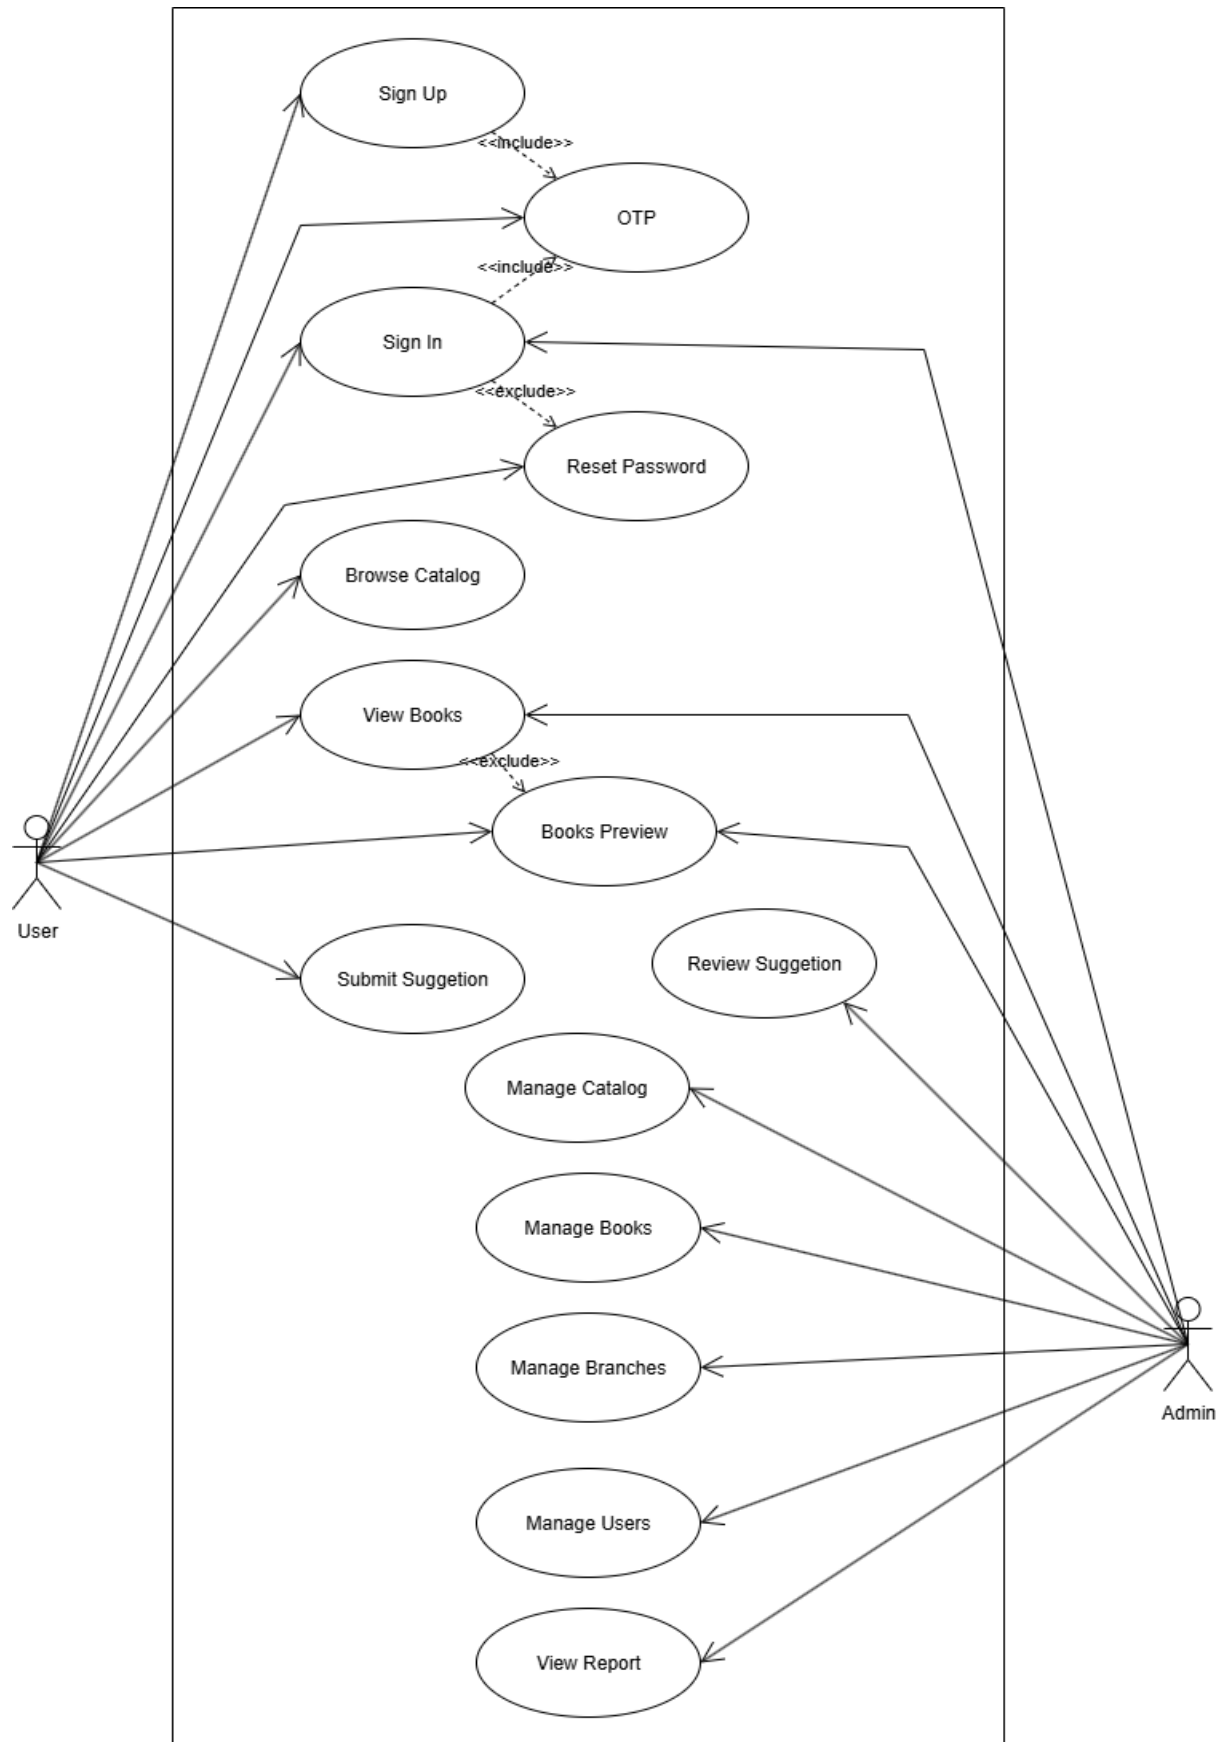 Sign Up
<<include>>
OTP
<<include>>
Sign In
<<exclude>>
Reset Password
Browse Catalog
View Books
<<exclude>>
Books Preview
User
Review Suggetion
Submit Suggetion
Manage Catalog
Manage Books
Manage Branches
Admin
Manage Users
View Report